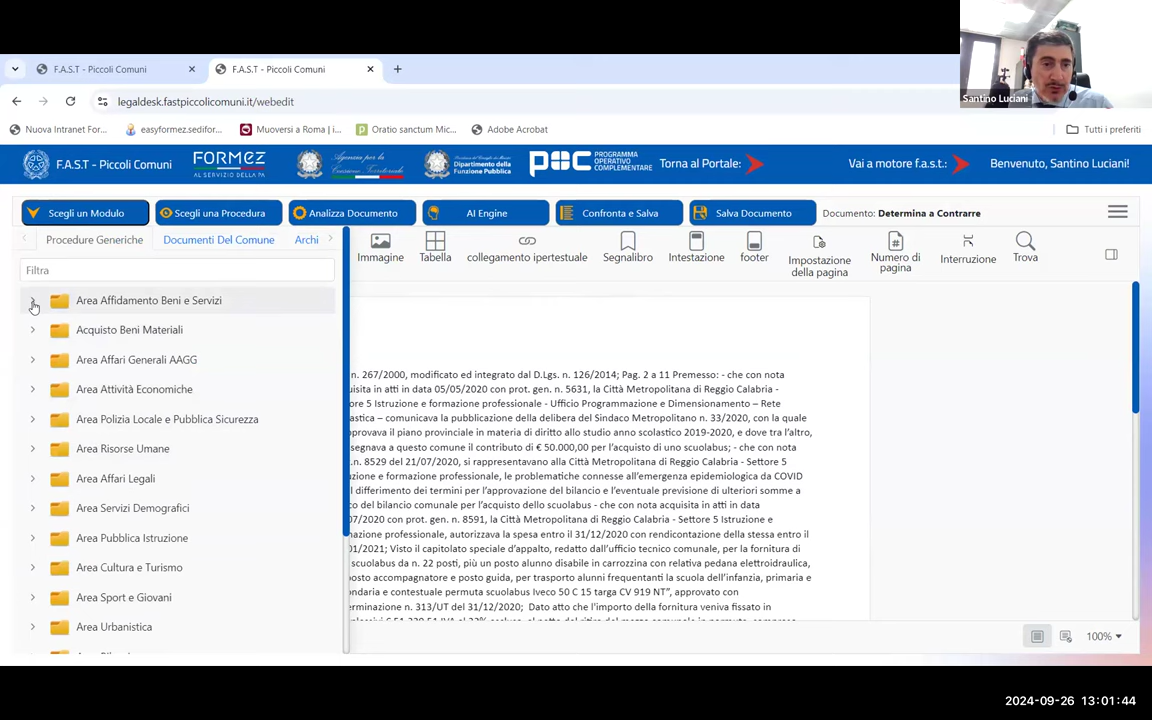 Santino Luciani
F.A.S.T - Piccoli Comuni
F.A.S.T - Piccoli Comuni
legaldesk.fastpiccolicomuni.it/webedit
Nuova Intranet For...
easyformez.sedifor...
Muoversi a Roma | i...
Oratio sanctum Mic...
Adobe Acrobat
Tutti i preferiti
F.A.S.T - Piccoli Comuni
FORMEZ
AL SERVIZIO DELLA PA
Agenzia per la
Coesione Territoriale
Dipartimento della
Funzione Pubblica
POC
PROGRAMMA
OPERATIVO
COMPLEMENTARE
Torna al Portale:
Vai a motore f.a.s.t.:
Benvenuto, Santino Luciani!
Scegli un Modulo
Scegli una Procedura
Analizza Documento
AI Engine
Confronta e Salva
Salva Documento
Documento: Determina a Contrarre
Procedure Generiche
Documenti Del Comune
Archi
Immagine
Tabella
collegamento ipertestuale
Segnalibro
Intestazione
footer
Impostazione
della pagina
Numero di
pagina
Interruzione
Trova
Filtra
Area Affidamento Beni e Servizi
Acquisto Beni Materiali
Area Affari Generali AAGG
Area Attività Economiche
Area Polizia Locale e Pubblica Sicurezza
Area Risorse Umane
Area Affari Legali
Area Servizi Demografici
Area Pubblica Istruzione
Area Cultura e Turismo
Area Sport e Giovani
Area Urbanistica
n. 267/2000, modificato ed integrato dal D.Lgs. n. 126/2014; Pag. 2 a 11 Premesso: - che con nota
uisita in atti in data 05/05/2020 con prot. gen. n. 5631, la Città Metropolitana di Reggio Calabria -
ore 5 Istruzione e formazione professionale - Ufficio Programmazione e Dimensionamento – Rete
astica – comunicava la pubblicazione della delibera del Sindaco Metropolitano n. 33/2020, con la quale
pprovava il piano provinciale in materia di diritto allo studio anno scolastico 2019-2020, e dove tra l'altro,
segnava a questo comune il contributo di € 50.000,00 per l'acquisto di uno scuolabus; - che con nota
.n. 8529 del 21/07/2020, si rappresentavano alla Città Metropolitana di Reggio Calabria - Settore 5
uzione e formazione professionale, le problematiche connesse all'emergenza epidemiologica da COVID
l differimento dei termini per l'approvazione del bilancio e l'eventuale previsione di ulteriori somme a
co del bilancio comunale per l'acquisto dello scuolabus - che con nota acquisita in atti in data
07/2020 con prot. gen. n. 8591, la Città Metropolitana di Reggio Calabria - Settore 5 Istruzione e
nazione professionale, autorizzava la spesa entro il 31/12/2020 con rendicontazione della stessa entro il
01/2021; Visto il capitolato speciale d'appalto, redatto dall'ufficio tecnico comunale, per la fornitura di
scuolabus da n. 22 posti, più un posto alunno disabile in carrozzina con relativa pedana elettroidraulica,
posto accompagnatore e posto guida, per trasporto alunni frequentanti la scuola dell'infanzia, primaria e
ondaria e contestuale permuta scuolabus Iveco 50 C 15 targa CV 919 NT", approvato con
erminazione n. 313/UT del 31/12/2020; Dato atto che l'importo della fornitura veniva fissato in
100%
2024-09-26 13:01:44